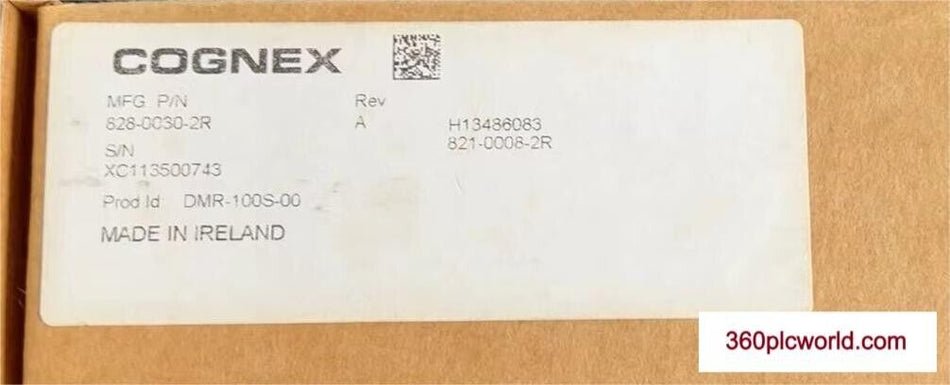 COGNEX
MFG P/N Rev
828-0030-2R A H13486083
821-0008-2R
S/N
XC113500743
Prod Id: DMR-100S-00
MADE IN IRELAND
360plcworld.com